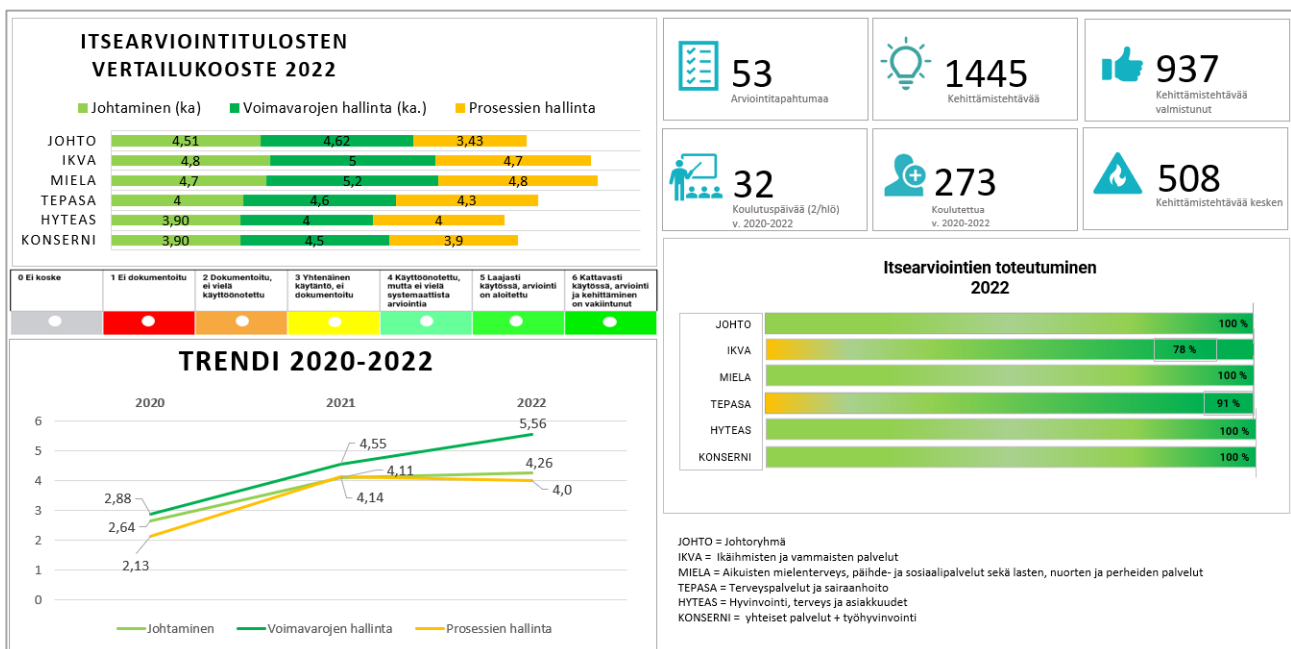 ITSEARVIOINTITULOSTEN
VERTAILUKOOSTE 2022
Johtaminen (ka) Voimavarojen hallinta (ka.) Prosessien hallinta
JOHTO 4,51 4,62 3,43
IKVA 4,8 5 4,7
MIELA 4,7 5,2 4,8
TEPASA 4 4,6 4,3
HYTEAS 3,90 4 4
KONSERNI 3,90 4,5 3,9
0 Ei koske
1 Ei dokumentoitu
2 Dokumentoitu,
ei vielä
käyttöönotettu
3 Yhtenäinen
käytäntö, ei
dokumentoitu
4 Käyttöönotettu,
mutta ei vielä
systemaattista
arviointia
5 Laajasti
käytössä, arviointi
on aloitettu
6 Kattavasti
käytössä, arviointi
ja kehittäminen
on vakiintunut
TRENDI 2020-2022
2020 2021 2022
6
5
4
3
2
1
0
2,88
2,64
2,13
4,55
4,11
4,14
5,56
4,26
4,0
Johtaminen Voimavarojen hallinta Prosessien hallinta
53
Arviointitapahtumaa
1445
Kehittämistehtävää
937
Kehittämistehtävää
valmistunut
32
Koulutuspäivää (2/hlö)
v. 2020-2022
273
Koulutettua
v. 2020-2022
508
Kehittämistehtävää kesken
Itsearviointien toteutuminen
2022
JOHTO 100 %
IKVA 78 %
MIELA 100 %
TEPASA 91 %
HYTEAS 100 %
KONSERNI 100 %
JOHTO = Johtoryhmä
IKVA = Ikäihmisten ja vammaisten palvelut
MIELA = Aikuisten mielenterveys, päihde- ja sosiaalipalvelut sekä lasten, nuorten ja perheiden palvelut
TEPASA = Terveyspalvelut ja sairaanhoito
HYTEAS = Hyvinvointi, terveys ja asiakkuudet
KONSERNI = yhteiset palvelut + työhyvinvointi